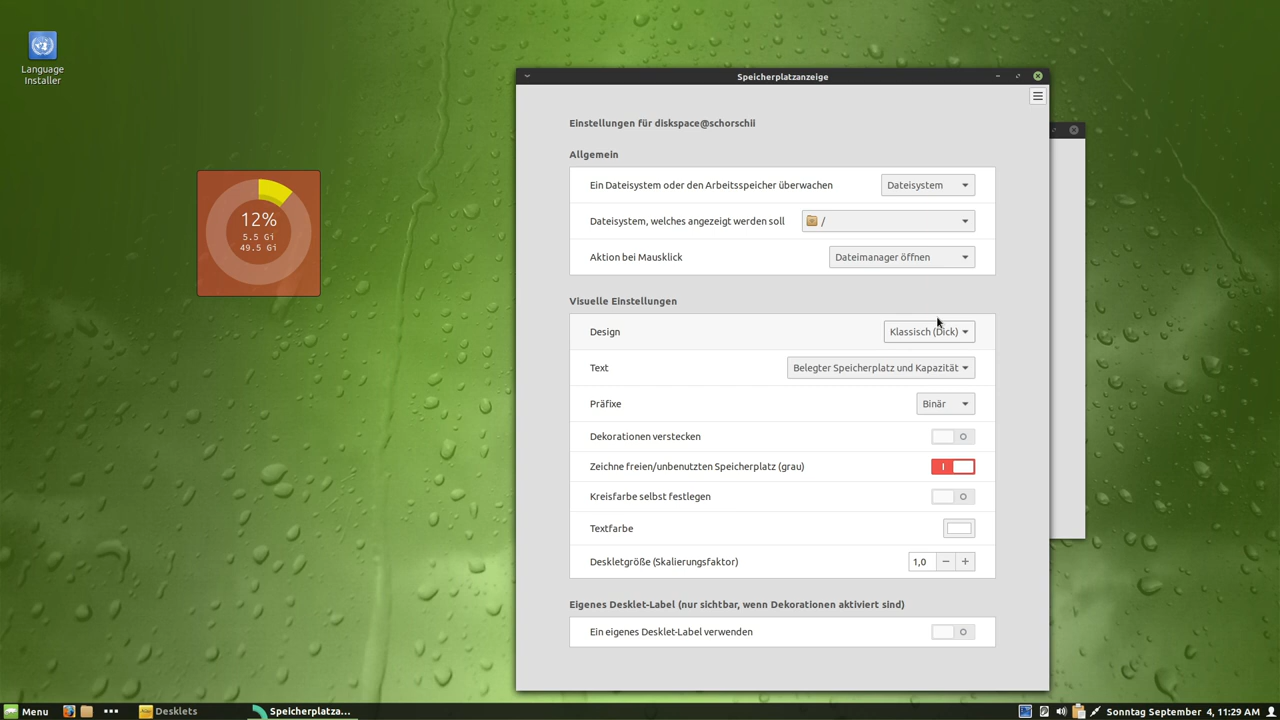 Language
Installer
12%
5.5 Gi
49.5 Gi
Speicherplatzanzeige
Einstellungen für diskspace@schorschii
Allgemein
Ein Dateisystem oder den Arbeitsspeicher überwachen
Dateisystem
Dateisystem, welches angezeigt werden soll
/
Aktion bei Mausklick
Dateimanager öffnen
Visuelle Einstellungen
Design
Klassisch (Dick)
Text
Belegter Speicherplatz und Kapazität
Präfixe
Binär
Dekorationen verstecken
Zeichne freien/unbenutzten Speicherplatz (grau)
Kreisfarbe selbst festlegen
Textfarbe
Deskletgröße (Skalierungsfaktor)
1,0
Eigenes Desklet-Label (nur sichtbar, wenn Dekorationen aktiviert sind)
Ein eigenes Desklet-Label verwenden
Menu
Desklets
Speicherplatza...
Sonntag September 4, 11:29 AM